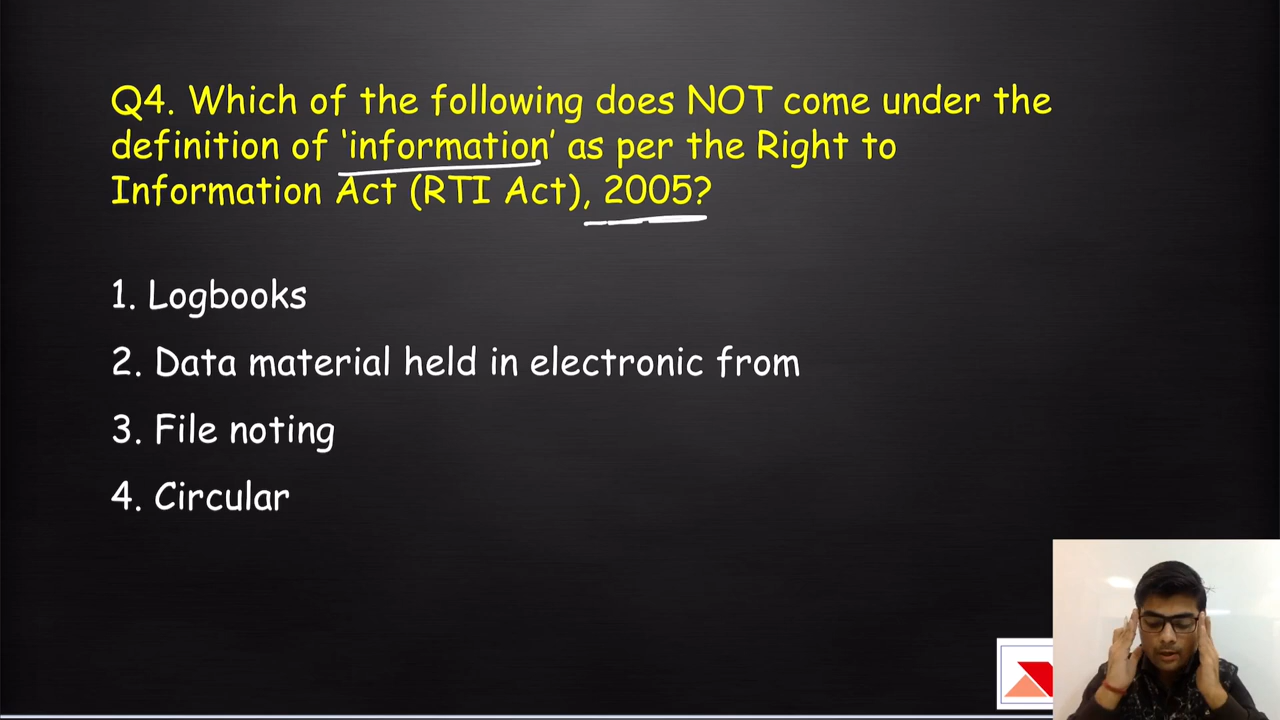 Q4. Which of the following does NOT come under the
definition of ‘information’ as per the Right to
Information Act (RTI Act), 2005?
1. Logbooks
2. Data material held in electronic from
3. File noting
4. Circular